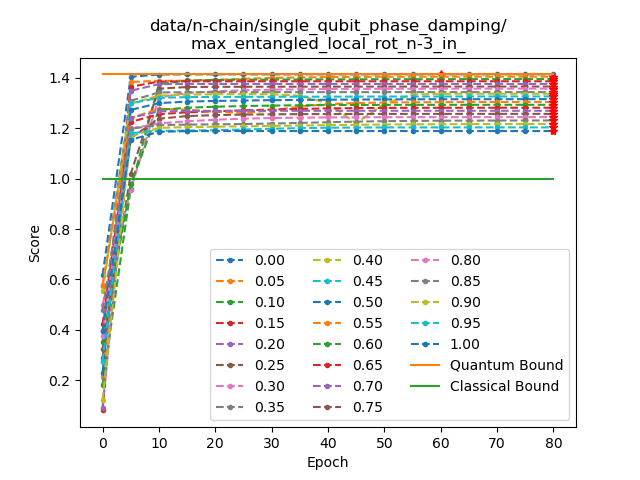 data/n-chain/single_qubit_phase_damping/
max_entangled_local_rot_n-3_in_
Score
1.4
1.2
1.0
0.8
0.6
0.4
0.2
0.00 0.40 0.80
0.05 0.45 0.85
0.10 0.50 0.90
0.15 0.55 0.95
0.20 0.60 1.00
0.25 0.65 Quantum Bound
0.30 0.70 Classical Bound
0.35 0.75
0 10 20 30 40 50 60 70 80
Epoch